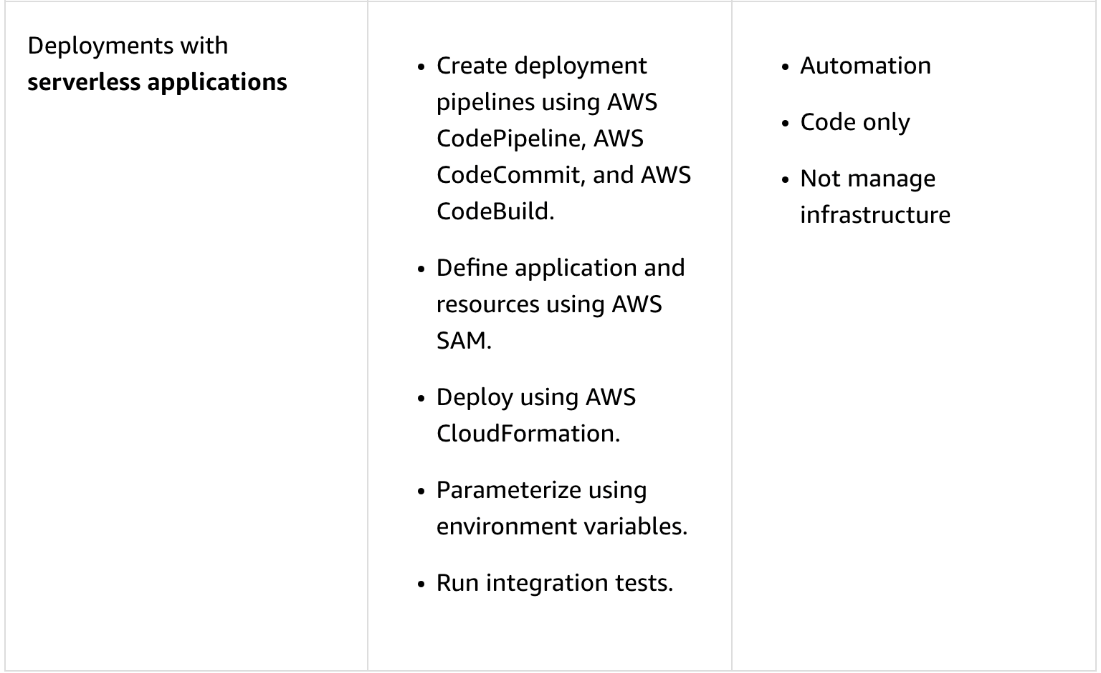 Deployments with
serverless applications
• Create deployment
pipelines using AWS
CodePipeline, AWS
CodeCommit, and AWS
CodeBuild.
• Define application and
resources using AWS
SAM.
• Deploy using AWS
CloudFormation.
• Parameterize using
environment variables.
• Run integration tests.
• Automation
• Code only
• Not manage
infrastructure